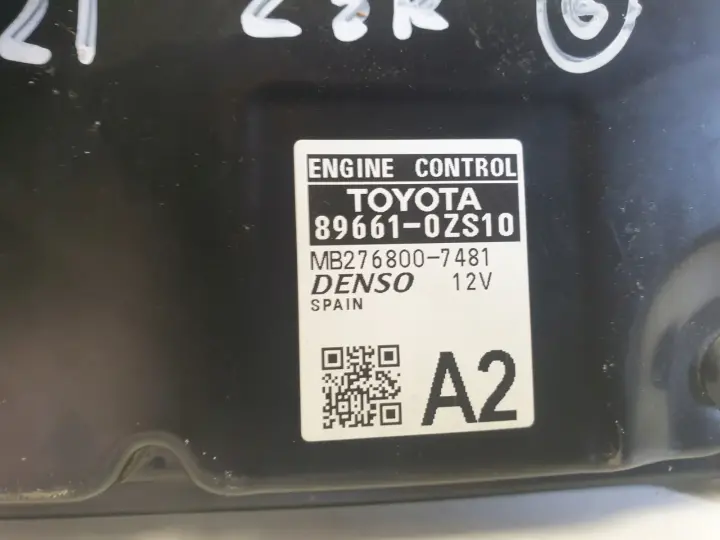 ENGINE CONTROL
TOYOTA
89661-0ZS10
MB276800-7481
DENSO 12V
SPAIN
A2